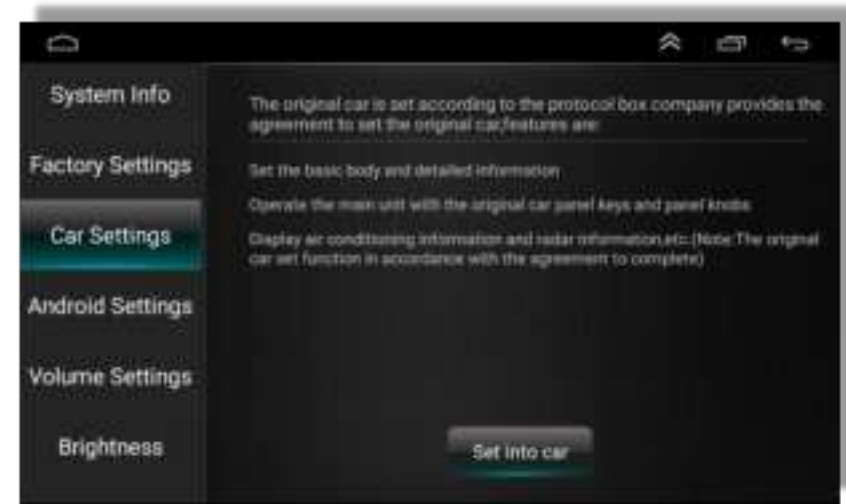 System Info
Factory Settings
Car Settings
Android Settings
Volume Settings
Brightness
The original car is set according to the protocol box company provides the
agreement to set the original car,features are:
Set the basic body and detailed information
Operate the main unit with the original car panel keys and panel knobs
Display air conditioning information and radar information,etc.(Note:The original
car set function in accordance with the agreement to complete)
Set into car